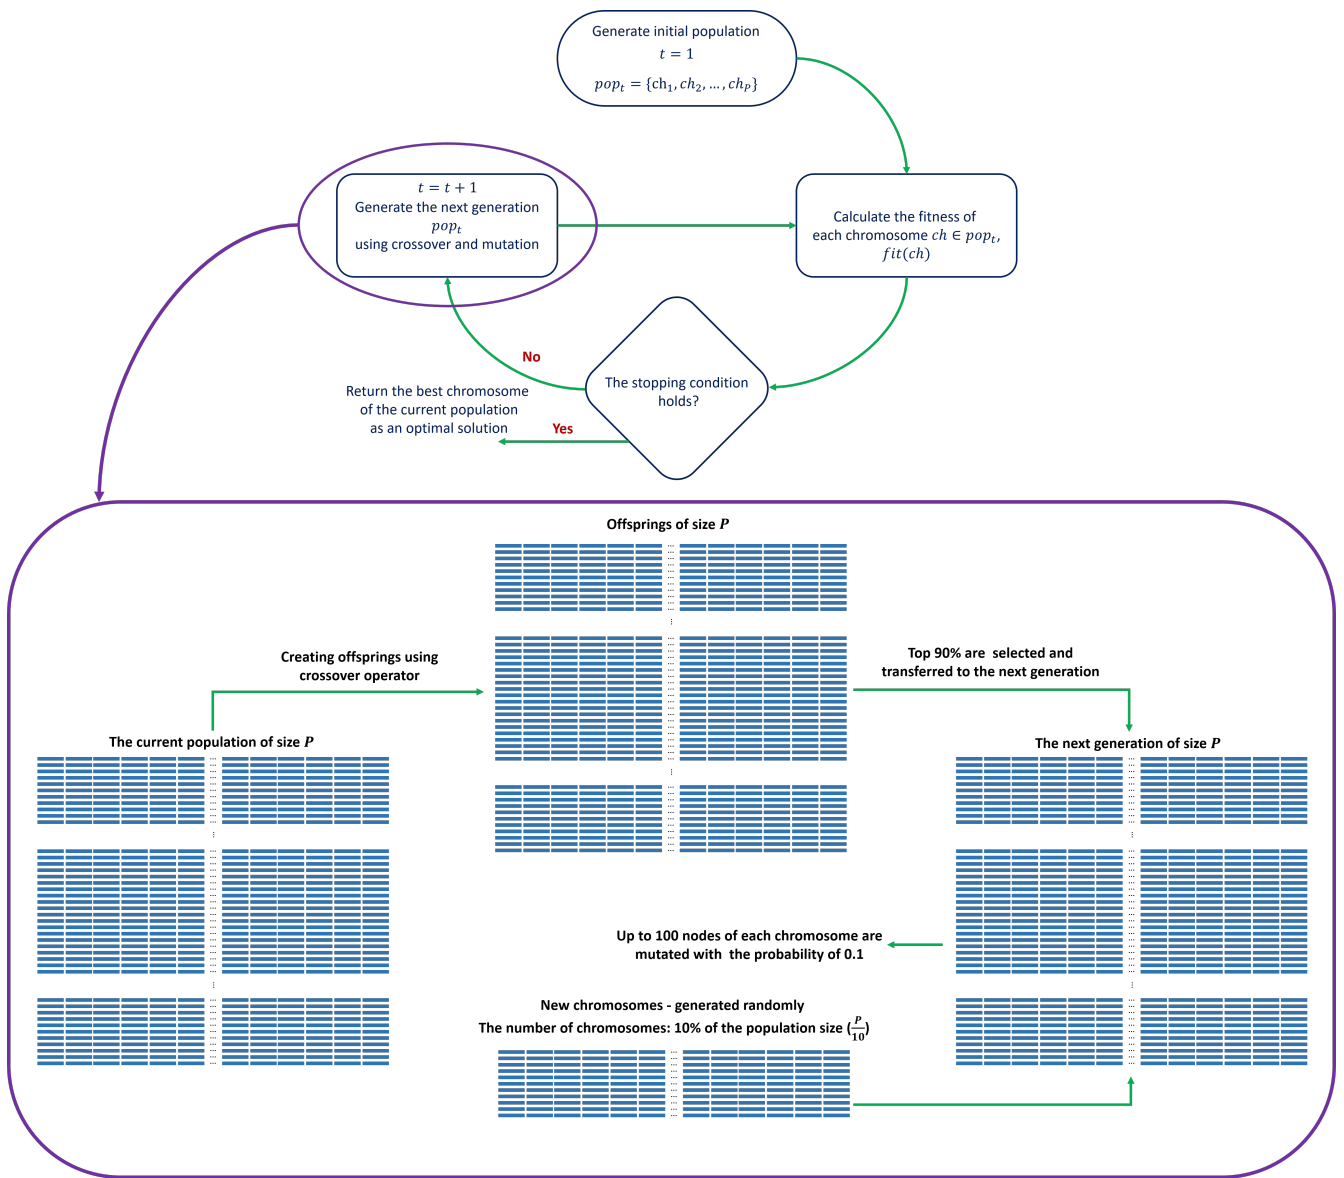 Generate initial population
t = 1
pop_t = {ch_1, ch_2, … , ch_P}
t = t + 1
Generate the next generation
pop_t
using crossover and mutation
Calculate the fitness of
each chromosome ch ∈ pop_t,
fit(ch)
No
The stopping condition
holds?
Return the best chromosome
of the current population
as an optimal solution
Yes
Offsprings of size P
Creating offsprings using
crossover operator
Top 90% are selected and
transferred to the next generation
The current population of size P
The next generation of size P
Up to 100 nodes of each chromosome are
mutated with the probability of 0.1
New chromosomes - generated randomly
The number of chromosomes: 10% of the population size (P/10)